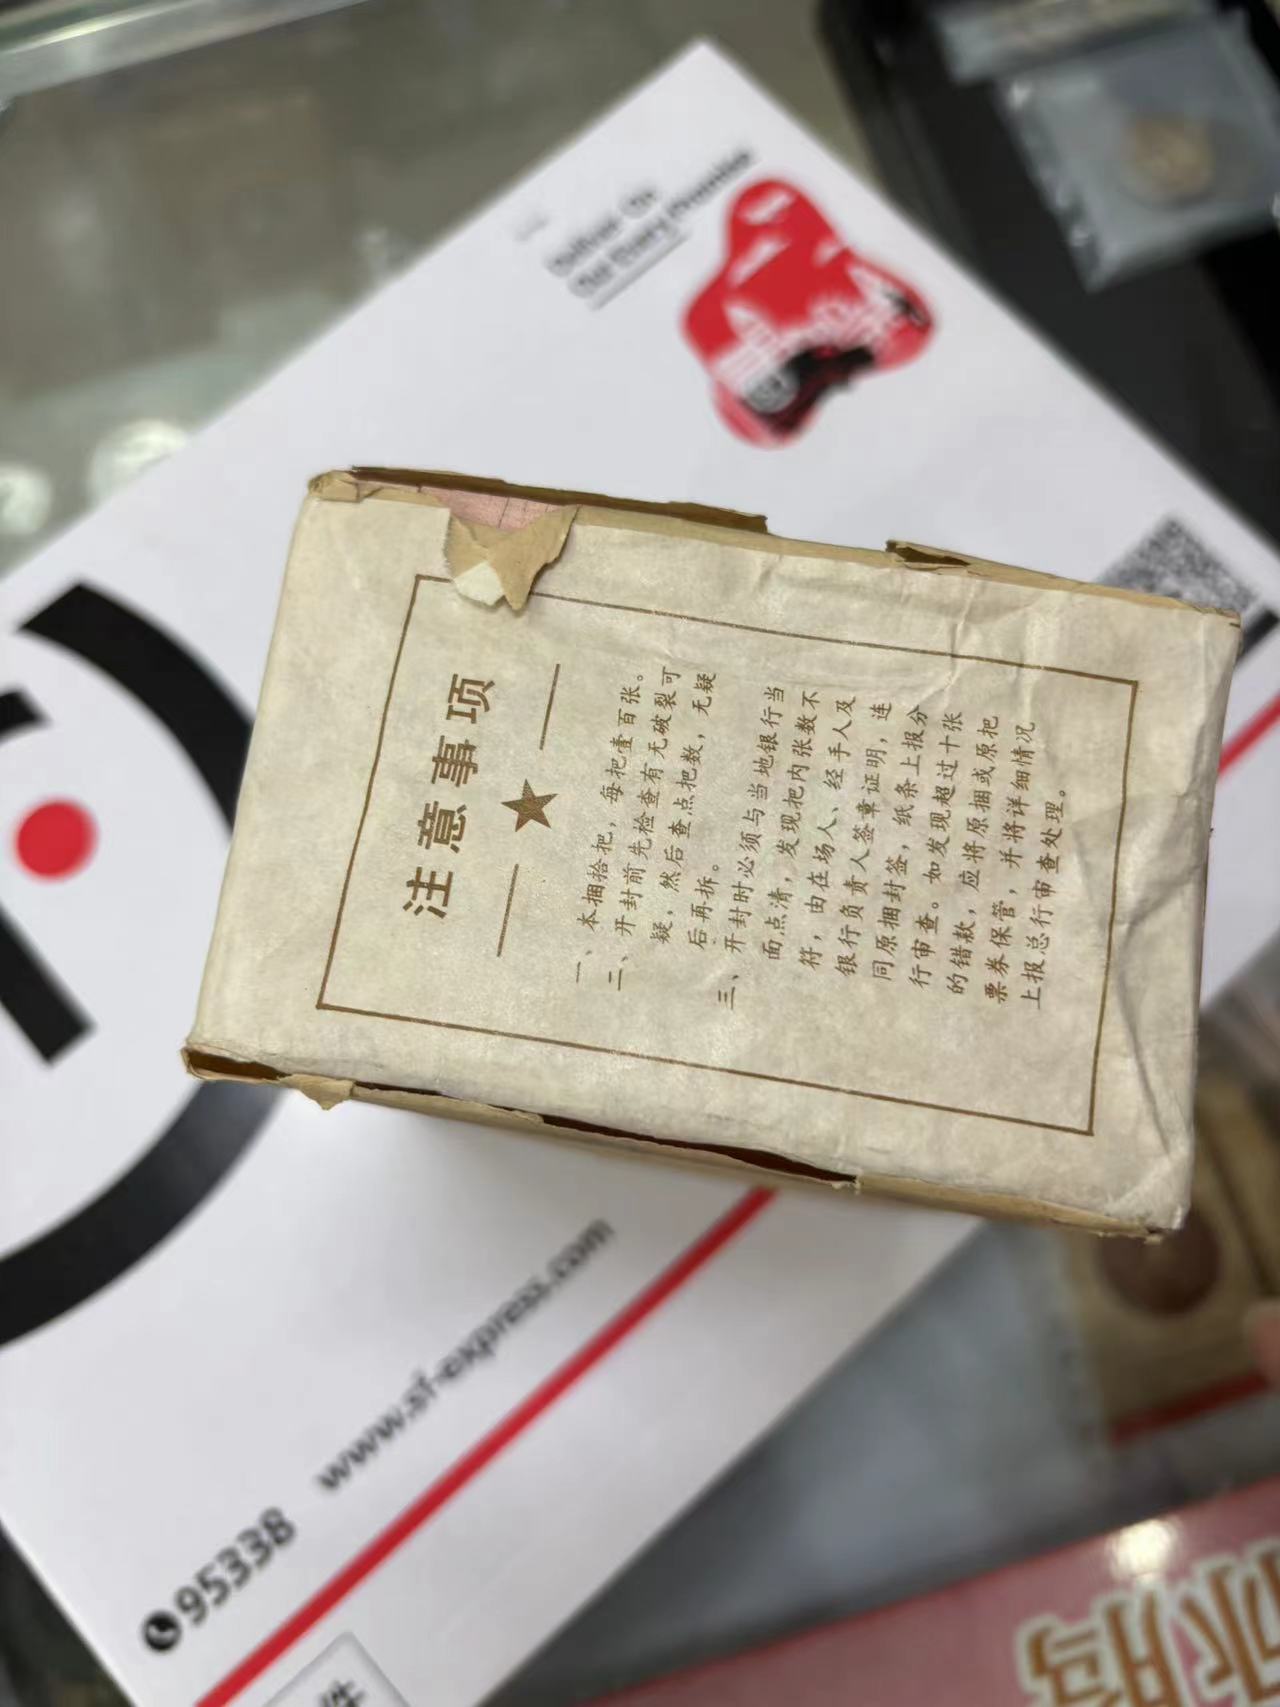 Deliver On
Our Every Promise
注意事项
一、本捆拾把，每把壹百张。
二、开封前先检查有无破裂可
疑，然后查点把数，无疑
后再拆。
三、开封时必须与当地银行当
面点清，发现把内张数不
符，由在场人、经手人及
银行负责人签章证明，连
同原捆封签，纸条上报分
行审查。如发现超过十张
的错款，应将原捆或原把
票券保管，并将详细情况
上报总行审查处理。
95338
www.sf-express.com
件